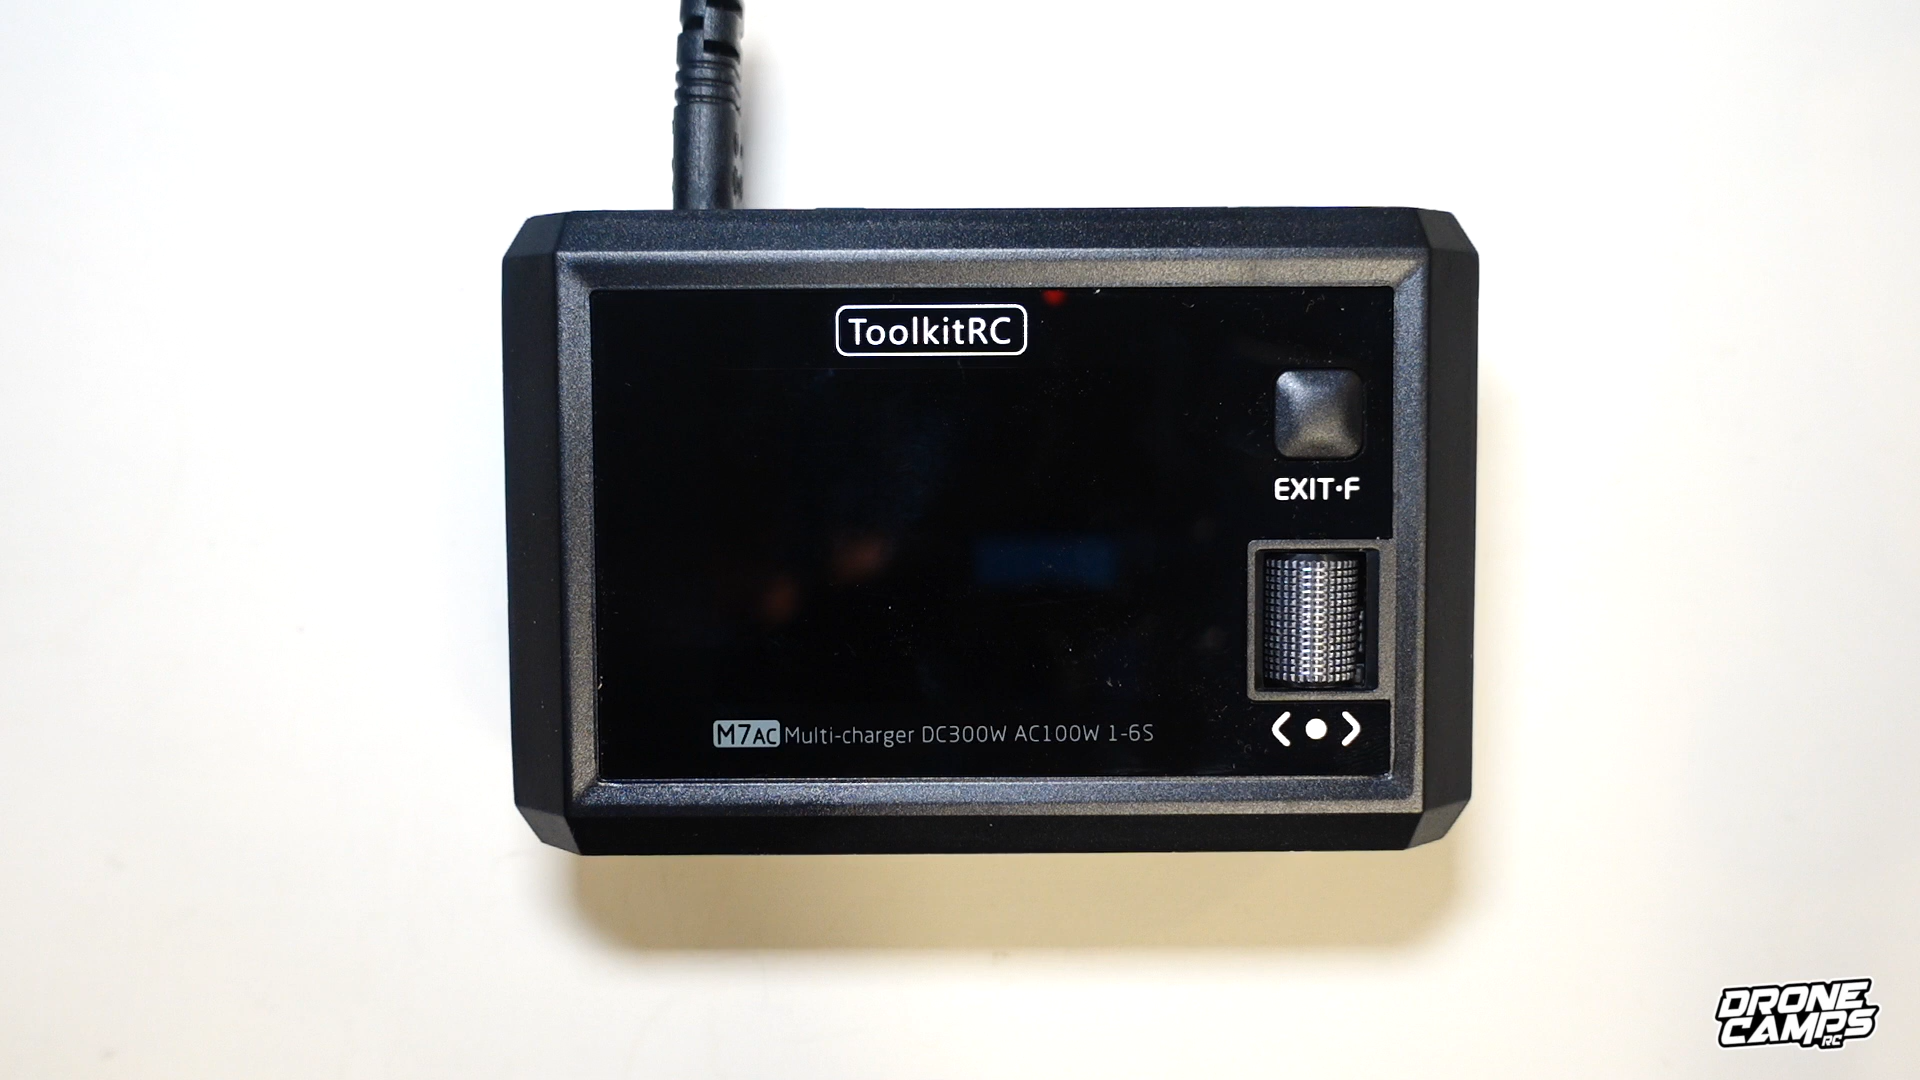 ToolkitRC
EXIT·F
M7AC Multi-charger DC300W AC100W 1-6S
DRONE
CAMPS
RC